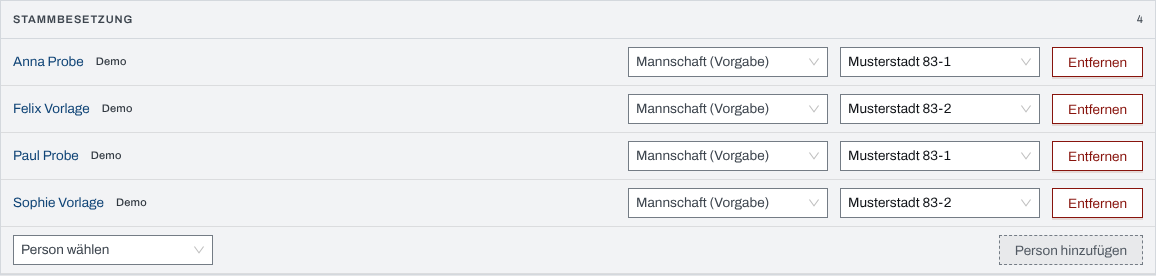 STAMMBESETZUNG 4
Anna Probe Demo Mannschaft (Vorgabe) Musterstadt 83-1 Entfernen
Felix Vorlage Demo Mannschaft (Vorgabe) Musterstadt 83-2 Entfernen
Paul Probe Demo Mannschaft (Vorgabe) Musterstadt 83-1 Entfernen
Sophie Vorlage Demo Mannschaft (Vorgabe) Musterstadt 83-2 Entfernen
Person wählen Person hinzufügen